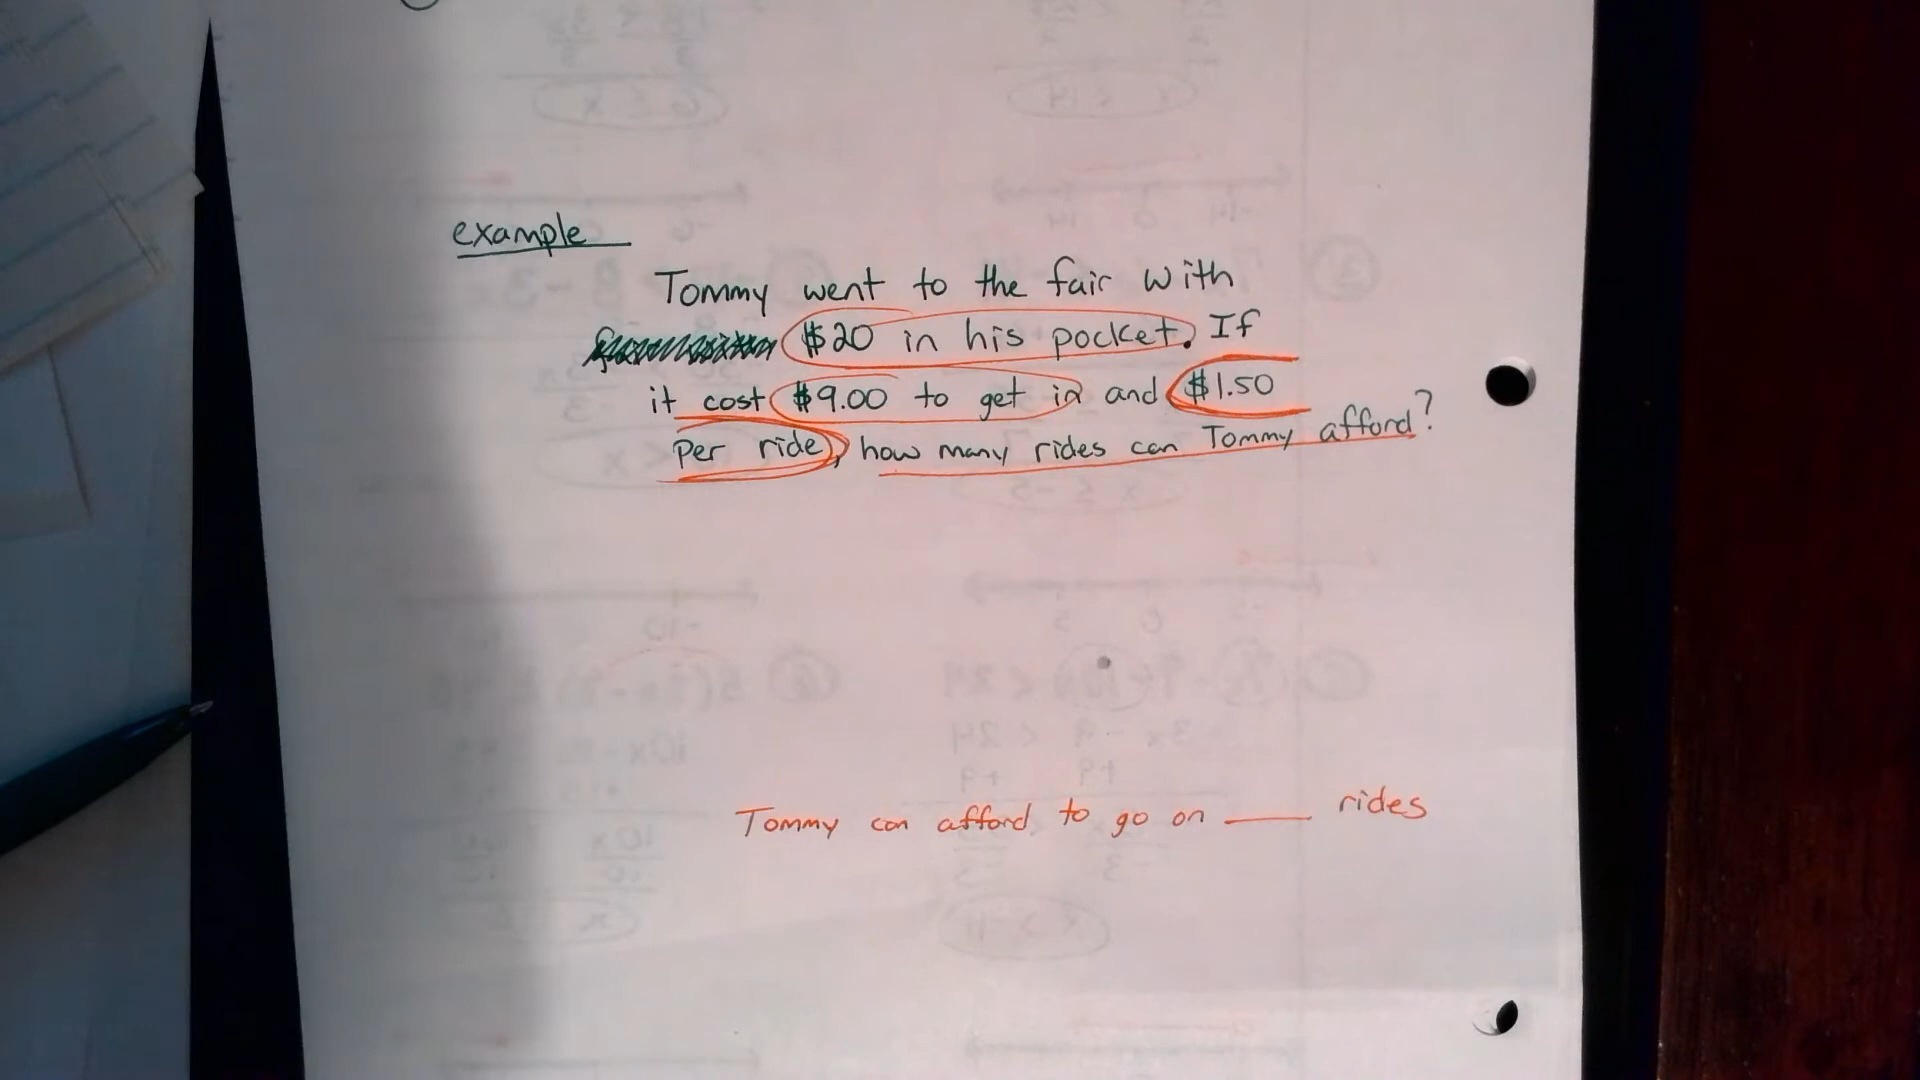 example
Tommy went to the fair with
$20 in his pocket. If
it cost $9.00 to get in and $1.50
per ride, how many rides can Tommy afford?
Tommy can afford to go on ____ rides